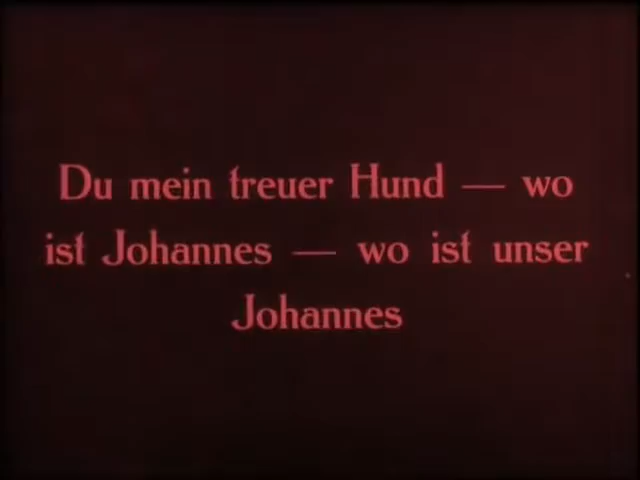 Du mein treuer Hund — wo
ist Johannes — wo ist unser
Johannes